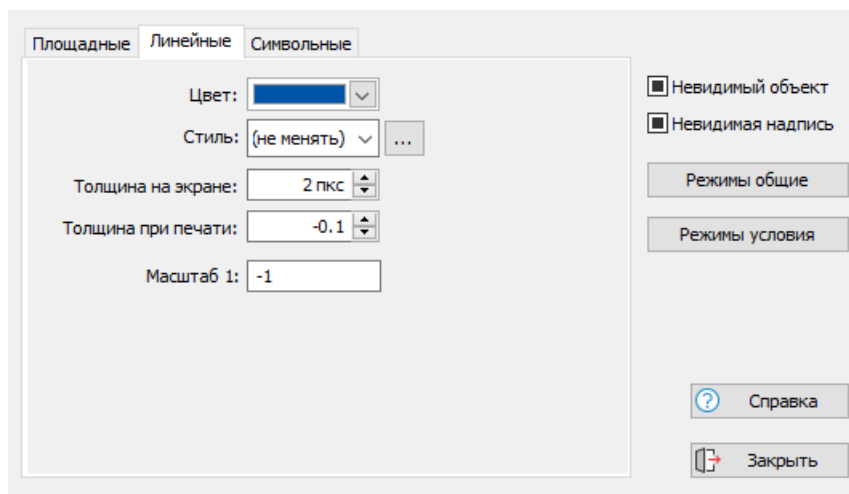 Площадные Линейные Символьные
Цвет:
Стиль: (не менять) ...
Толщина на экране: 2 пкс
Толщина при печати: -0.1
Масштаб 1: -1
Невидимый объект
Невидимая надпись
Режимы общие
Режимы условия
? Справка
Закрыть